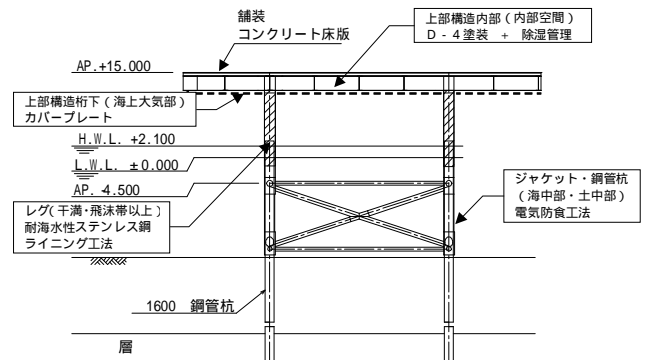 舗装
コンクリート床版
上部構造内部(内部空間)
D-4塗装 + 除湿管理
AP.+15.000
上部構造桁下(海上大気部)
カバープレート
H.W.L. +2.100
L.W.L. ±0.000
AP. -4.500
レグ(干満・飛沫帯以上)
耐海水性ステンレス鋼
ライニング工法
ジャケット・鋼管杭
(海中部・土中部)
電気防食工法
1600 鋼管杭
層